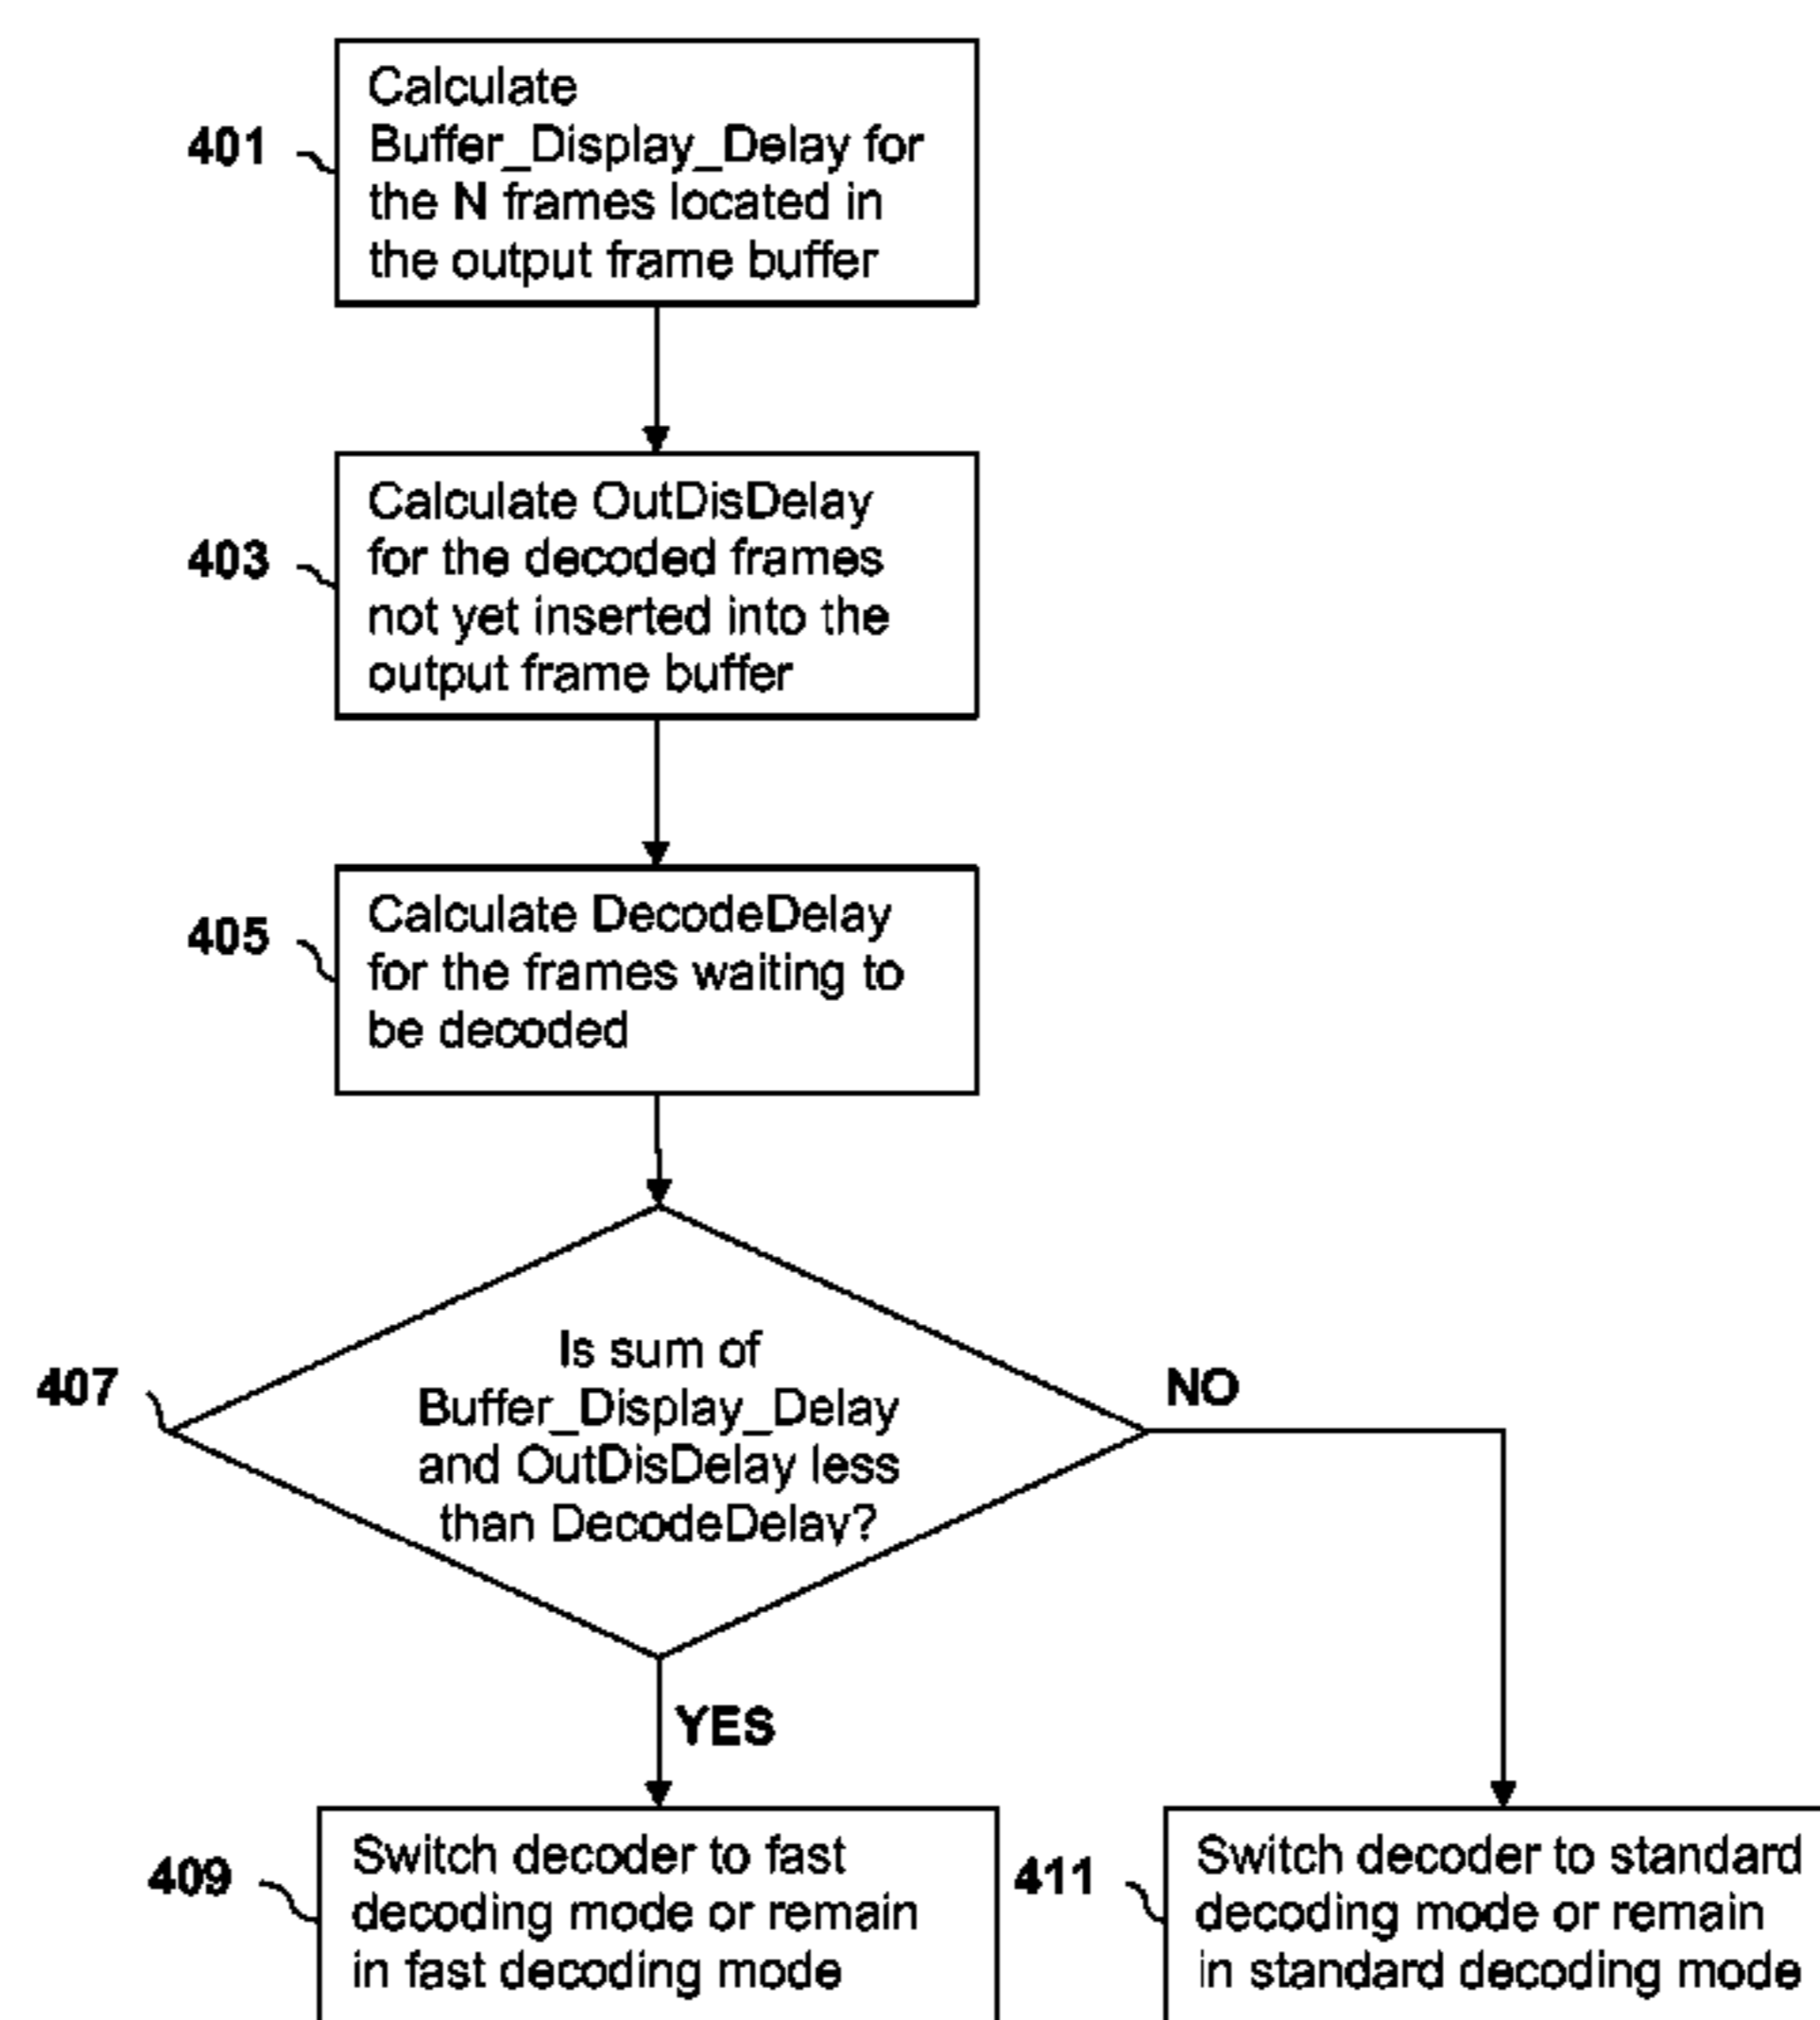 401
Calculate
Buffer_Display_Delay for
the N frames located in
the output frame buffer
403
Calculate OutDisDelay
for the decoded frames
not yet inserted into the
output frame buffer
405
Calculate DecodeDelay
for the frames waiting to
be decoded
407
Is sum of
Buffer_Display_Delay
and OutDisDelay less
than DecodeDelay?
NO
YES
409
Switch decoder to fast
decoding mode or remain
in fast decoding mode
411
Switch decoder to standard
decoding mode or remain
in standard decoding mode